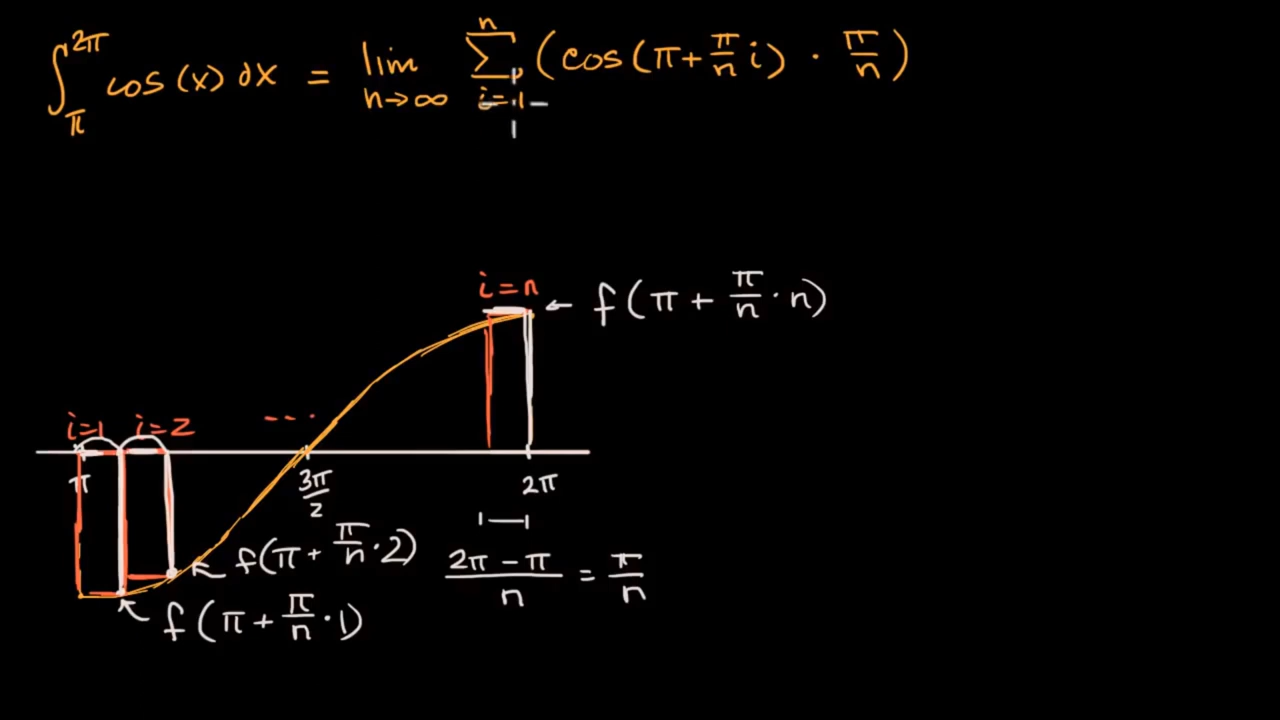 ∫_π^{2π} cos(x) dx = lim_{n→∞} Σ_{i=1}^{n} (cos(π + π/n i) · π/n)
i=n ← f(π + π/n · n)
i=1 i=2 ---·
π 3π/2 2π
f(π + π/n · 2)
(2π - π)/n = π/n
f(π + π/n · 1)